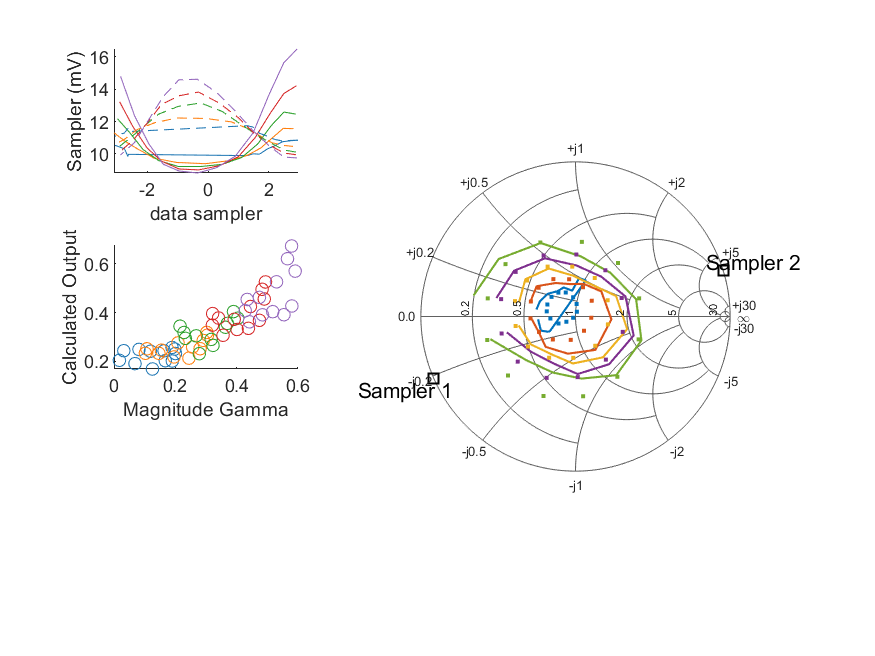 16
14
12
10
Sampler (mV)
-2 0 2
data sampler
0.6
0.4
0.2
Calculated Output
0 0.2 0.4 0.6
Magnitude Gamma
+j1
+j0.5 +j2
+j0.2 +j5
Sampler 2
0.0 0.2 0.5 1 2 5 30 +j30
∞
-j30
-0.2 -j5
Sampler 1
-j0.5 -j2
-j1